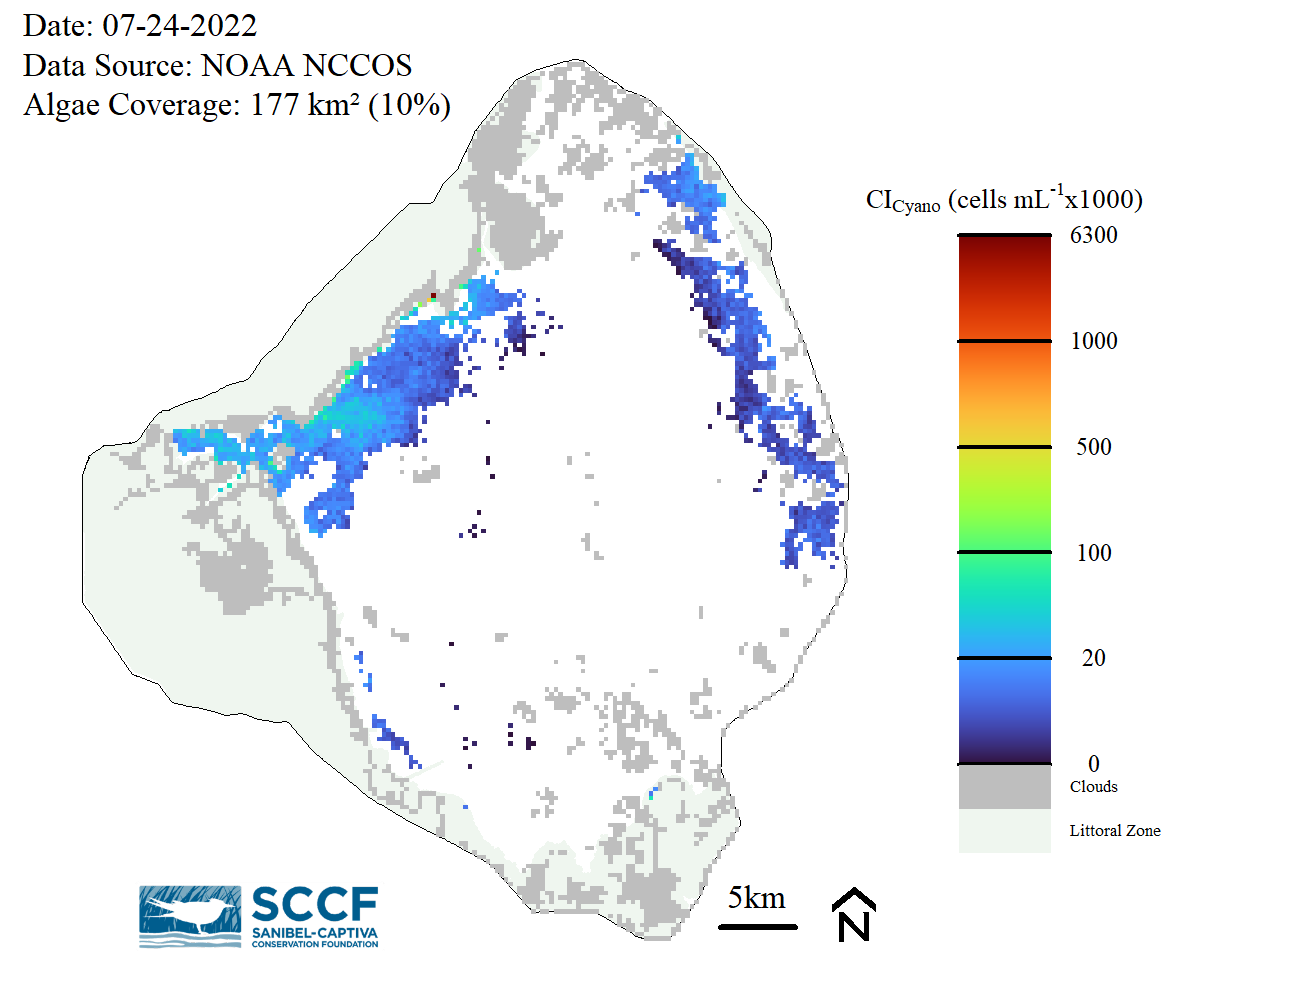 Date: 07-24-2022
Data Source: NOAA NCCOS
Algae Coverage: 177 km² (10%)
CICyano (cells mL-1x1000)
6300
1000
500
100
20
0
Clouds
Littoral Zone
5km
N
SCCF
SANIBEL-CAPTIVA
CONSERVATION FOUNDATION